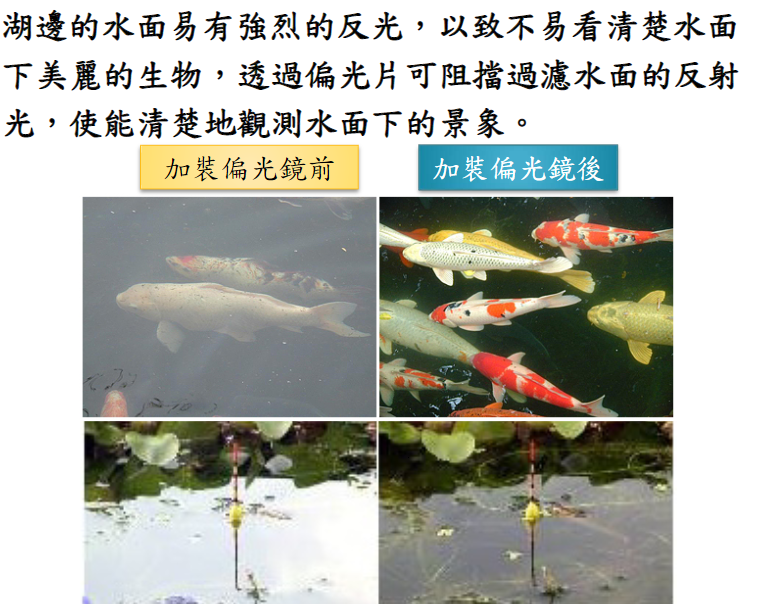 湖邊的水面易有強烈的反光，以致不易看清楚水面
下美麗的生物，透過偏光片可阻擋過濾水面的反射
光，使能清楚地觀測水面下的景象。
加裝偏光鏡前
加裝偏光鏡後